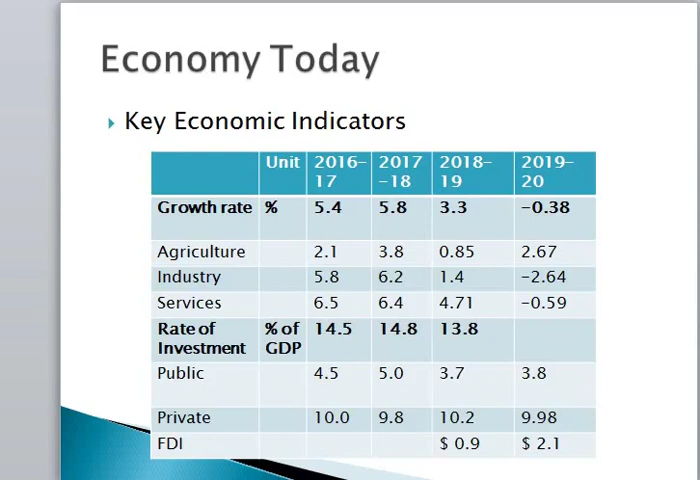 Economy Today
Key Economic Indicators
Unit 2016-17 2017-18 2018-19 2019-20
Growth rate % 5.4 5.8 3.3 -0.38
Agriculture 2.1 3.8 0.85 2.67
Industry 5.8 6.2 1.4 -2.64
Services 6.5 6.4 4.71 -0.59
Rate of Investment % of GDP 14.5 14.8 13.8
Public 4.5 5.0 3.7 3.8
Private 10.0 9.8 10.2 9.98
FDI $ 0.9 $ 2.1